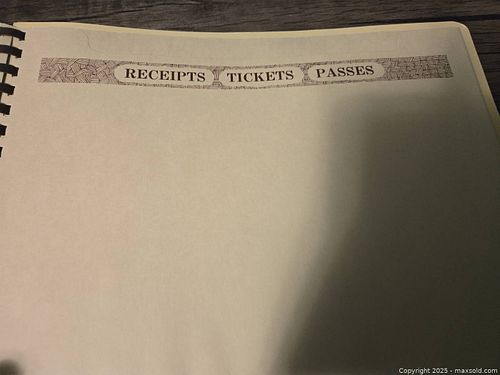 RECEIPTS TICKETS PASSES
Copyright 2025 - maxsold.com